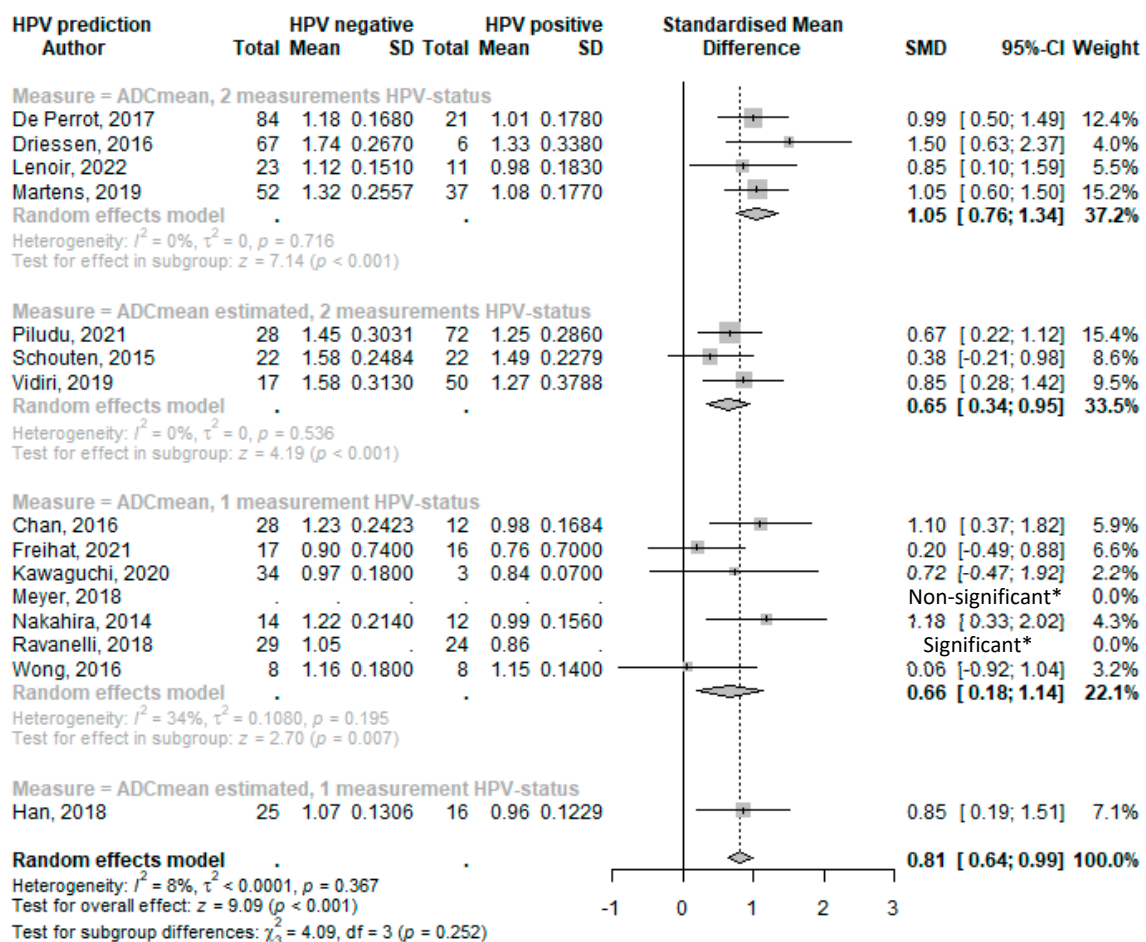 HPV prediction HPV negative HPV positive Standardised Mean
Author Total Mean SD Total Mean SD Difference SMD 95%-CI Weight
Measure = ADCmean, 2 measurements HPV-status
De Perrot, 2017 84 1.18 0.1680 21 1.01 0.1780 0.99 [ 0.50; 1.49] 12.4%
Driessen, 2016 67 1.74 0.2670 6 1.33 0.3380 1.50 [ 0.63; 2.37] 4.0%
Lenoir, 2022 23 1.12 0.1510 11 0.98 0.1830 0.85 [ 0.10; 1.59] 5.5%
Martens, 2019 52 1.32 0.2557 37 1.08 0.1770 1.05 [ 0.60; 1.50] 15.2%
Random effects model . . 1.05 [ 0.76; 1.34] 37.2%
Heterogeneity: I² = 0%, τ² = 0, p = 0.716
Test for effect in subgroup: z = 7.14 (p < 0.001)
Measure = ADCmean estimated, 2 measurements HPV-status
Piludu, 2021 28 1.45 0.3031 72 1.25 0.2860 0.67 [ 0.22; 1.12] 15.4%
Schouten, 2015 22 1.58 0.2484 22 1.49 0.2279 0.38 [-0.21; 0.98] 8.6%
Vidiri, 2019 17 1.58 0.3130 50 1.27 0.3788 0.85 [ 0.28; 1.42] 9.5%
Random effects model . . 0.65 [ 0.34; 0.95] 33.5%
Heterogeneity: I² = 0%, τ² = 0, p = 0.536
Test for effect in subgroup: z = 4.19 (p < 0.001)
Measure = ADCmean, 1 measurement HPV-status
Chan, 2016 28 1.23 0.2423 12 0.98 0.1684 1.10 [ 0.37; 1.82] 5.9%
Freihat, 2021 17 0.90 0.7400 16 0.76 0.7000 0.20 [-0.49; 0.88] 6.6%
Kawaguchi, 2020 34 0.97 0.1800 3 0.84 0.0700 0.72 [-0.47; 1.92] 2.2%
Meyer, 2018 . . . . . . Non-significant* 0.0%
Nakahira, 2014 14 1.22 0.2140 12 0.99 0.1560 1.18 [ 0.33; 2.02] 4.3%
Ravanelli, 2018 29 1.05 . 24 0.86 . Significant* 0.0%
Wong, 2016 8 1.16 0.1800 8 1.15 0.1400 0.06 [-0.92; 1.04] 3.2%
Random effects model . . 0.66 [ 0.18; 1.14] 22.1%
Heterogeneity: I² = 34%, τ² = 0.1080, p = 0.195
Test for effect in subgroup: z = 2.70 (p = 0.007)
Measure = ADCmean estimated, 1 measurement HPV-status
Han, 2018 25 1.07 0.1306 16 0.96 0.1229 0.85 [ 0.19; 1.51] 7.1%
Random effects model . . 0.81 [ 0.64; 0.99] 100.0%
Heterogeneity: I² = 8%, τ² < 0.0001, p = 0.367
Test for overall effect: z = 9.09 (p < 0.001)
Test for subgroup differences: χ²₃ = 4.09, df = 3 (p = 0.252)
-1 0 1 2 3